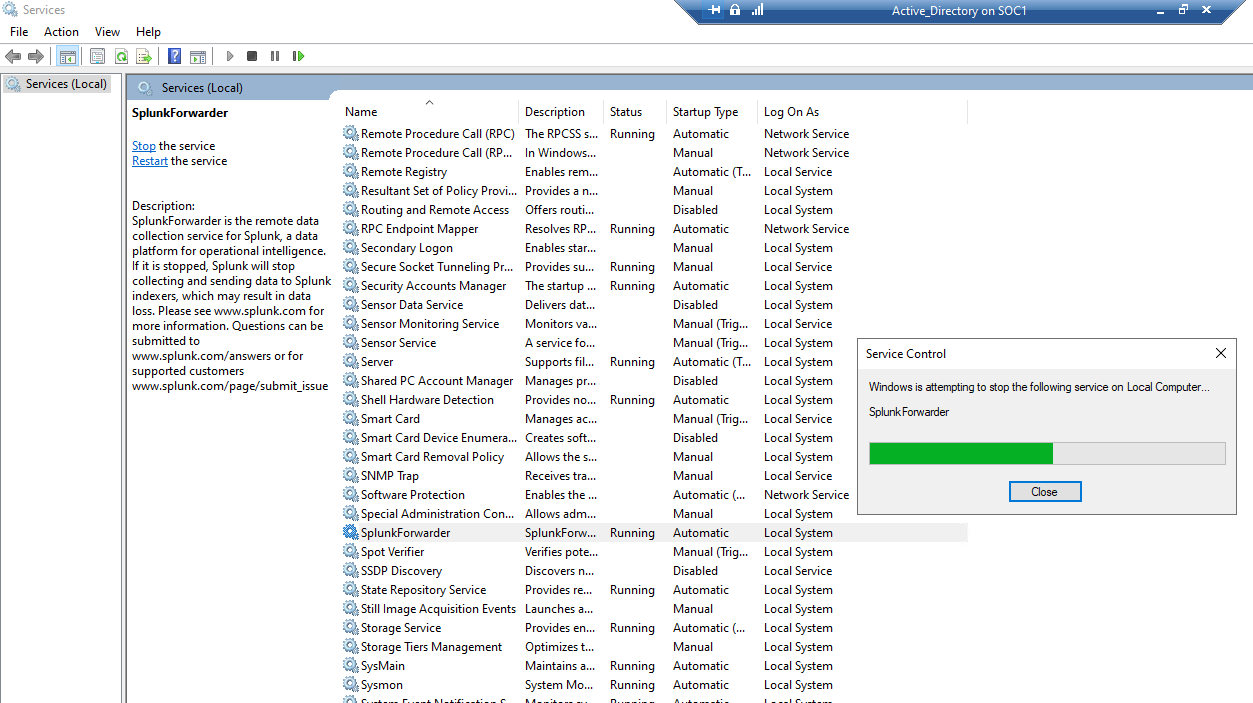 Services
Active_Directory on SOC1
File Action View Help
Services (Local)
Services (Local)
SplunkForwarder
Stop the service
Restart the service
Description:
SplunkForwarder is the remote data
collection service for Splunk, a data
platform for operational intelligence.
If it is stopped, Splunk will stop
collecting and sending data to Splunk
indexers, which may result in data
loss. Please see www.splunk.com for
more information. Questions can be
submitted to
www.splunk.com/answers or for
supported customers
www.splunk.com/page/submit_issue
Name Description Status Startup Type Log On As
Remote Procedure Call (RPC) The RPCSS s... Running Automatic Network Service
Remote Procedure Call (RP... In Windows... Manual Network Service
Remote Registry Enables rem... Automatic (T... Local Service
Resultant Set of Policy Provi... Provides a n... Manual Local System
Routing and Remote Access Offers routi... Disabled Local System
RPC Endpoint Mapper Resolves RP... Running Automatic Network Service
Secondary Logon Enables star... Manual Local System
Secure Socket Tunneling Pr... Provides su... Running Manual Local Service
Security Accounts Manager The startup ... Running Automatic Local System
Sensor Data Service Delivers dat... Disabled Local System
Sensor Monitoring Service Monitors va... Manual (Trig... Local Service
Sensor Service A service fo... Manual (Trig... Local System
Server Supports fil... Running Automatic (T... Local System
Shared PC Account Manager Manages pr... Disabled Local System
Shell Hardware Detection Provides no... Running Automatic Local System
Smart Card Manages ac... Manual (Trig... Local Service
Smart Card Device Enumera... Creates soft... Disabled Local System
Smart Card Removal Policy Allows the s... Manual Local System
SNMP Trap Receives tra... Manual Local Service
Software Protection Enables the ... Automatic (... Network Service
Special Administration Con... Allows adm... Manual Local System
SplunkForwarder SplunkForw... Running Automatic Local System
Spot Verifier Verifies pote... Manual (Trig... Local System
SSDP Discovery Discovers n... Disabled Local Service
State Repository Service Provides re... Running Automatic Local System
Still Image Acquisition Events Launches a... Manual Local System
Storage Service Provides en... Running Automatic (... Local System
Storage Tiers Management Optimizes t... Manual Local System
SysMain Maintains a... Running Automatic Local System
Sysmon System Mo... Running Automatic Local System
System Event Notification S... Monitors sy... Running Automatic Local System
Service Control
Windows is attempting to stop the following service on Local Computer...
SplunkForwarder
Close